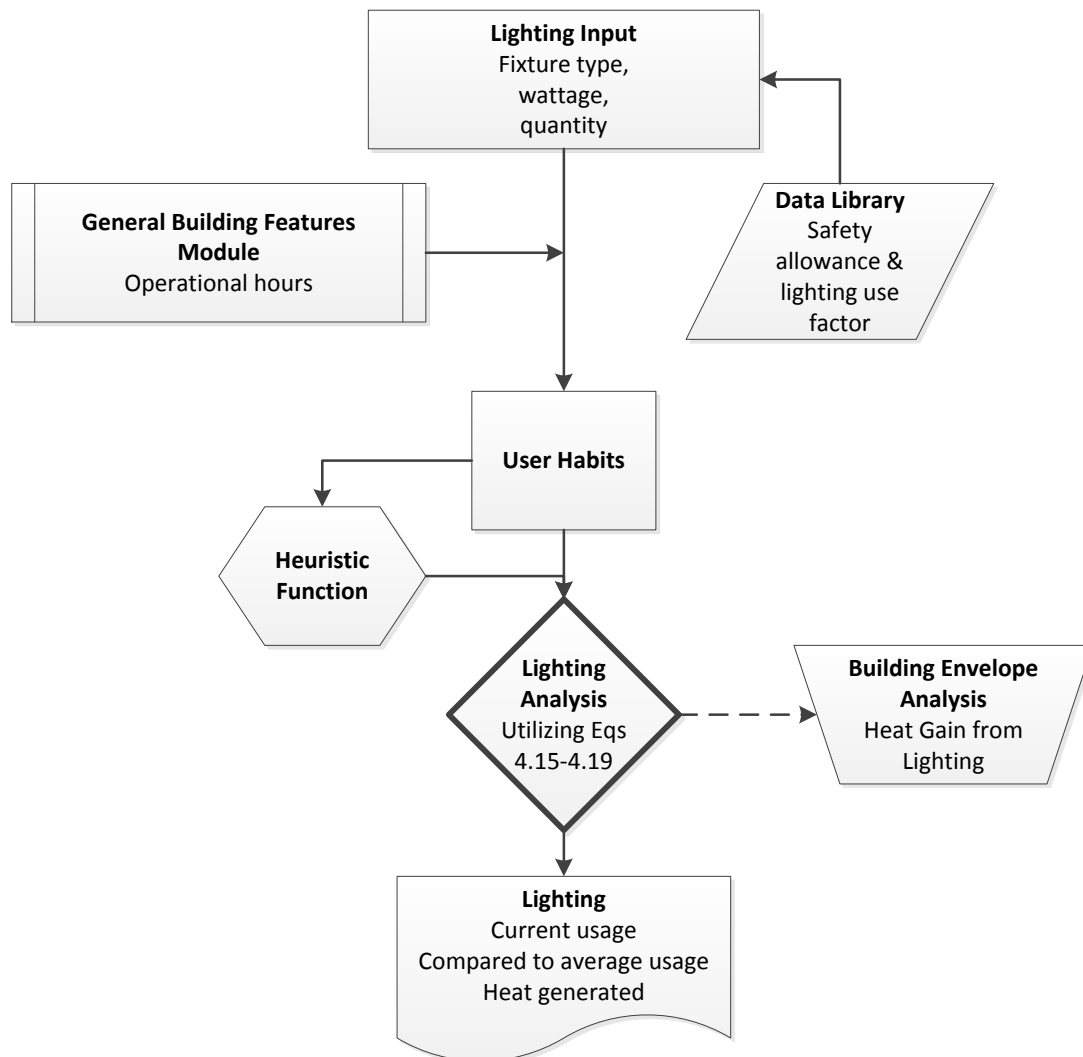 Lighting Input
Fixture type,
wattage,
quantity
General Building Features
Module
Operational hours
Data Library
Safety
allowance &
lighting use
factor
User Habits
Heuristic
Function
Lighting
Analysis
Utilizing Eqs
4.15-4.19
Building Envelope
Analysis
Heat Gain from
Lighting
Lighting
Current usage
Compared to average usage
Heat generated